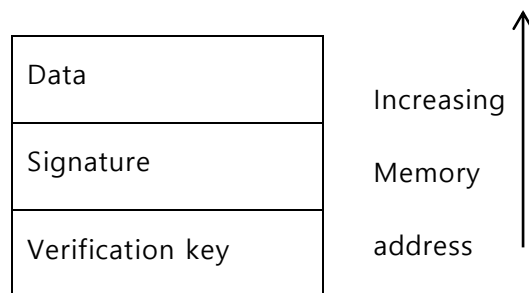 Data
Signature
Verification key
Increasing
Memory
address